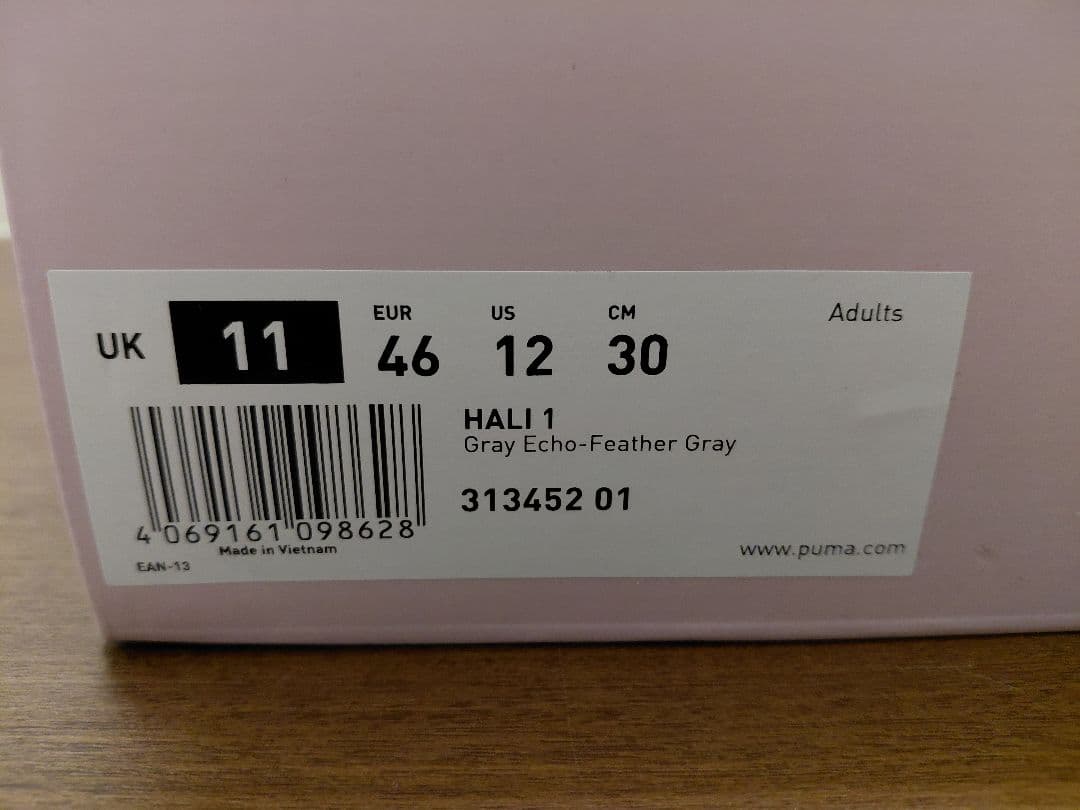 UK 11
EUR US CM
46 12 30
Adults
HALI 1
Gray Echo-Feather Gray
313452 01
4 069161 098628
Made in Vietnam
EAN-13
www.puma.com